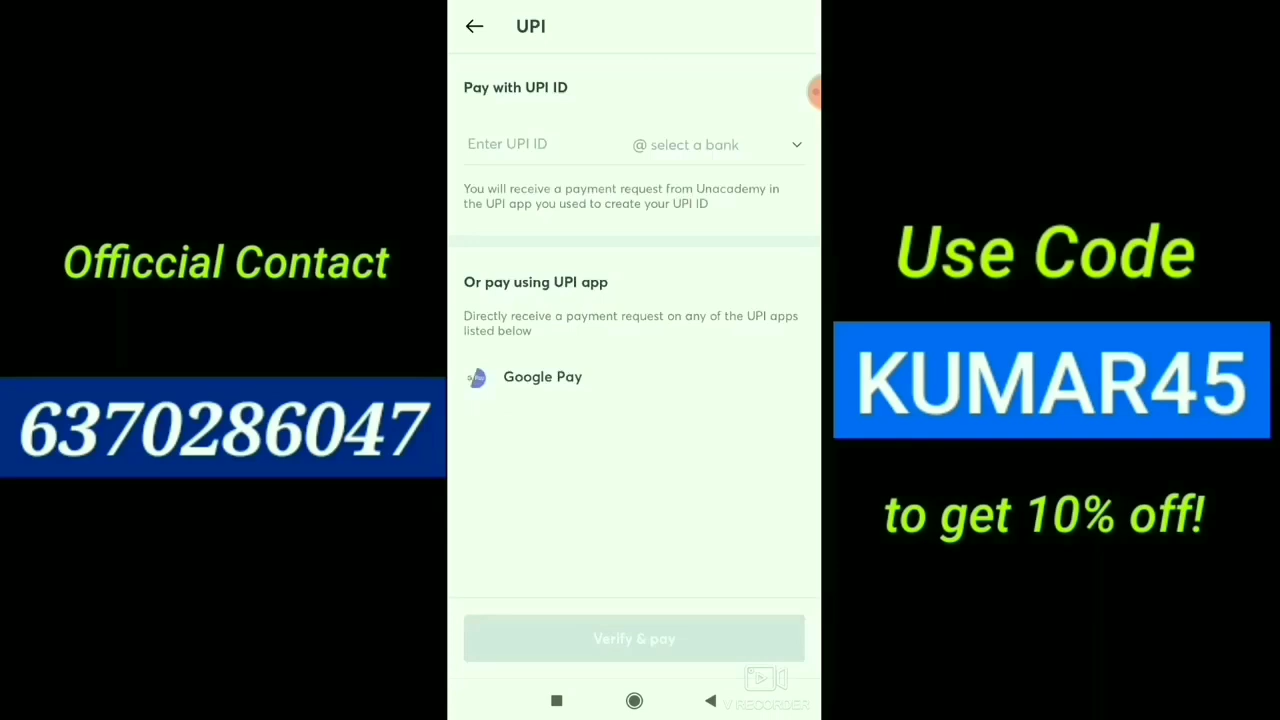 Officcial Contact
6370286047
UPI
Pay with UPI ID
Enter UPI ID @ select a bank
You will receive a payment request from Unacademy in
the UPI app you used to create your UPI ID
Or pay using UPI app
Directly receive a payment request on any of the UPI apps
listed below
Google Pay
Verify & pay
V RECORDER
Use Code
KUMAR45
to get 10% off!